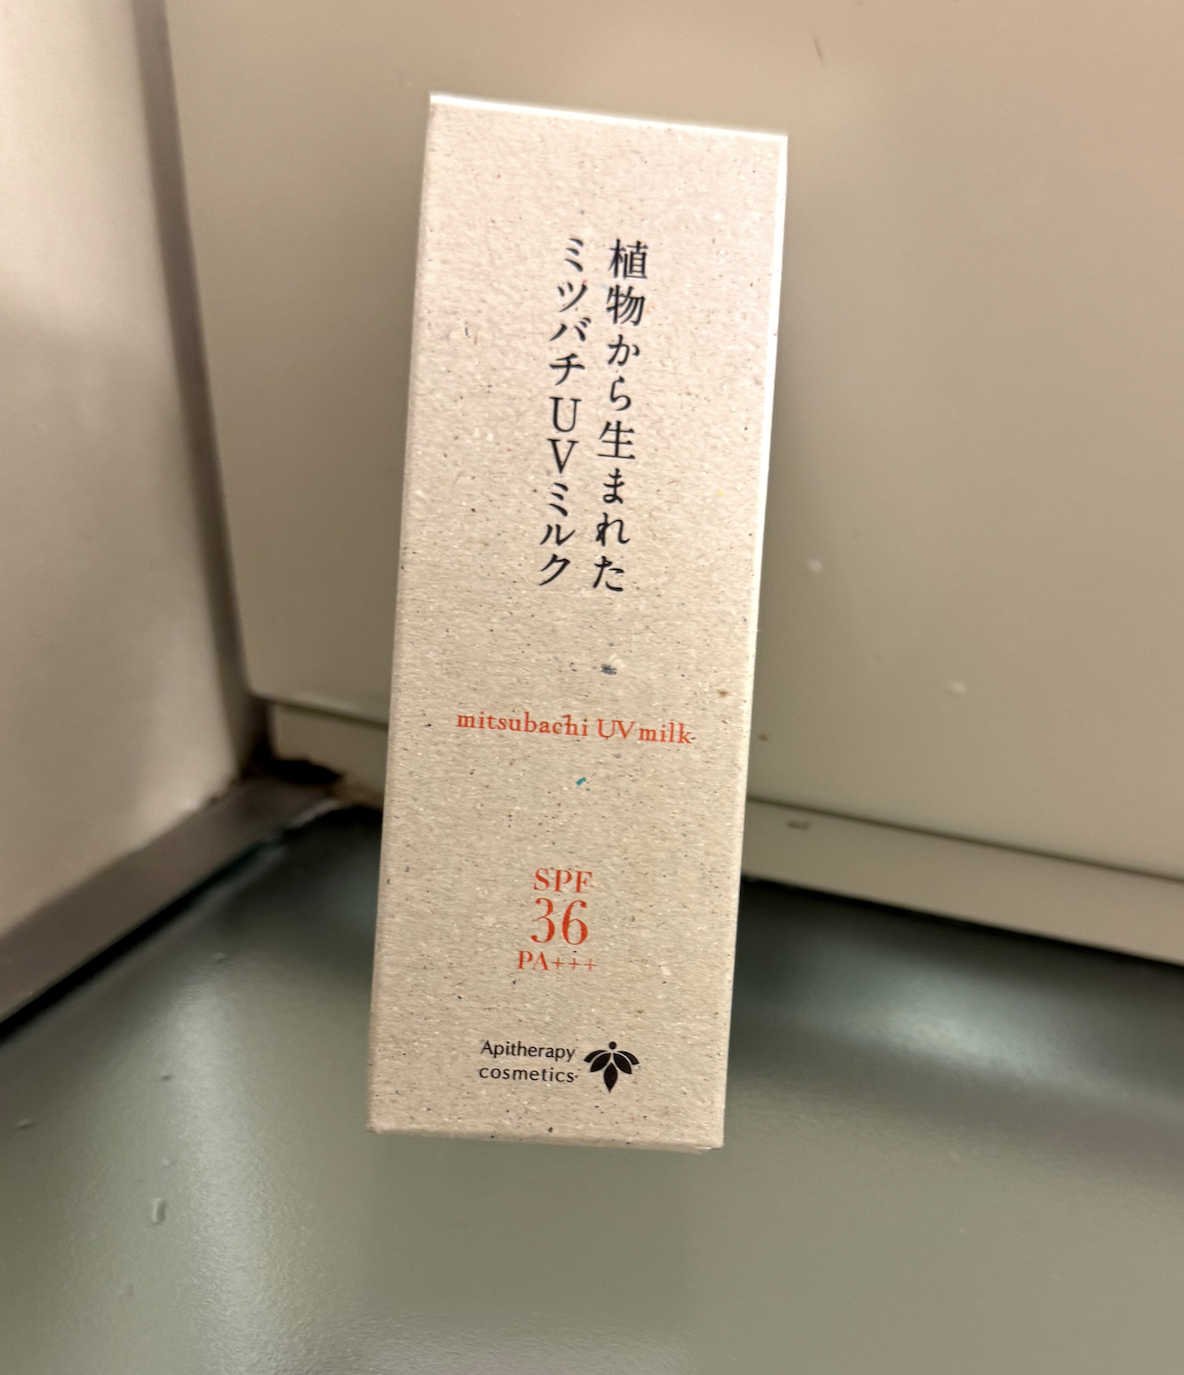 植物から生まれた
ミツバチUVミルク
mitsubachi UV milk
SPF
36
PA+++
Apitherapy
cosmetics